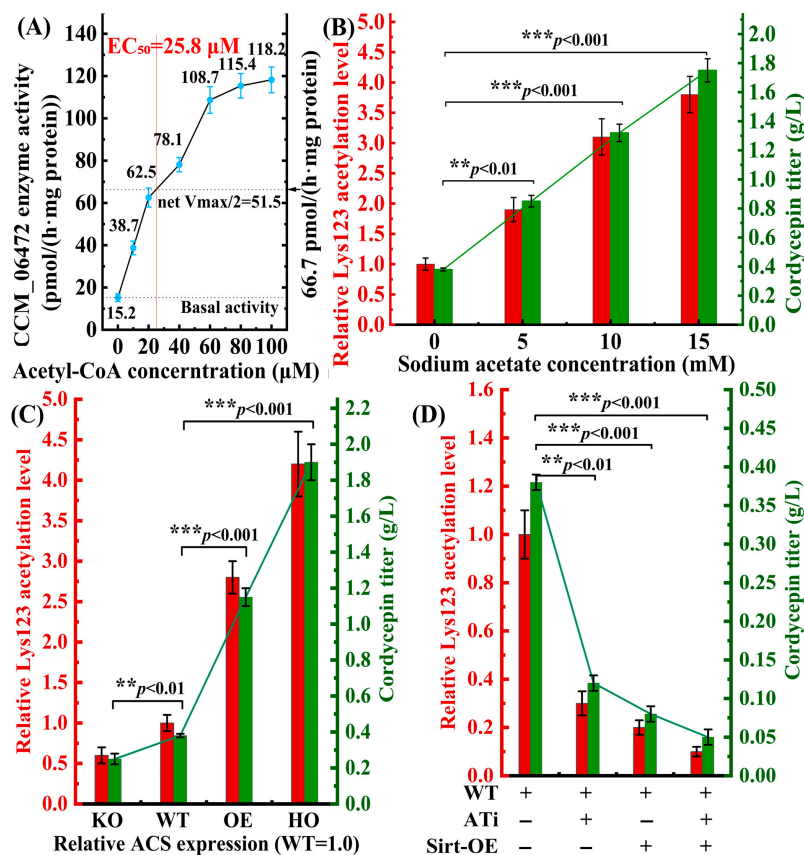 (A)
EC₅₀=25.8 μM
140
120
100
80
60
40
20
0
CCM_06472 enzyme activity
(pmol/(h·mg protein))
15.2
38.7
62.5
78.1
108.7
115.4
118.2
net Vmax/2=51.5
Basal activity
66.7 pmol/(h·mg protein)
0 20 40 60 80 100
Acetyl-CoA concerntration (μM)
(B)
5.0
4.5
4.0
3.5
3.0
2.5
2.0
1.5
1.0
0.5
0.0
Relative Lys123 acetylation level
***p<0.001
***p<0.001
**p<0.01
2.0
1.8
1.6
1.4
1.2
1.0
0.8
0.6
0.4
0.2
0.0
Cordycepin titer (g/L)
0 5 10 15
Sodium acetate concentration (mM)
(C)
5.0
4.5
4.0
3.5
3.0
2.5
2.0
1.5
1.0
0.5
0.0
Relative Lys123 acetylation level
***p<0.001
***p<0.001
**p<0.01
2.2
2.0
1.8
1.6
1.4
1.2
1.0
0.8
0.6
0.4
0.2
0.0
Cordycepin titer (g/L)
KO WT OE HO
Relative ACS expression (WT=1.0)
(D)
1.6
1.4
1.2
1.0
0.8
0.6
0.4
0.2
0.0
Relative Lys123 acetylation level
***p<0.001
***p<0.001
**p<0.01
0.50
0.45
0.40
0.35
0.30
0.25
0.20
0.15
0.10
0.05
0.00
Cordycepin titer (g/L)
WT + + + +
ATi − + − +
Sirt-OE − − + +